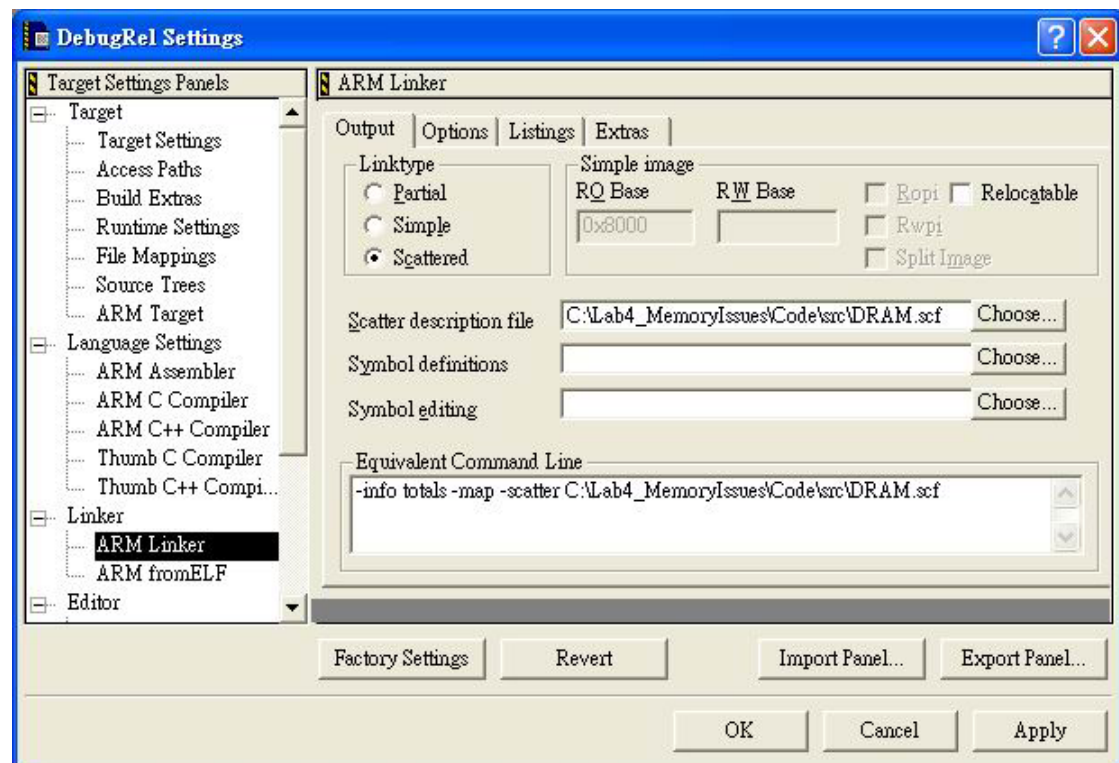 DebugRel Settings
Target Settings Panels
Target
Target Settings
Access Paths
Build Extras
Runtime Settings
File Mappings
Source Trees
ARM Target
Language Settings
ARM Assembler
ARM C Compiler
ARM C++ Compiler
Thumb C Compiler
Thumb C++ Compi...
Linker
ARM Linker
ARM fromELF
Editor
ARM Linker
Output Options Listings Extras
Linktype
Partial
Simple
Scattered
Simple image
RO Base RW Base
0x8000
Ropi Relocatable
Rwpi
Split Image
Scatter description file C:\Lab4_MemoryIssues\Code\src\DRAM.scf Choose...
Symbol definitions Choose...
Symbol editing Choose...
Equivalent Command Line
-info totals -map -scatter C:\Lab4_MemoryIssues\Code\src\DRAM.scf
Factory Settings Revert Import Panel... Export Panel...
OK Cancel Apply